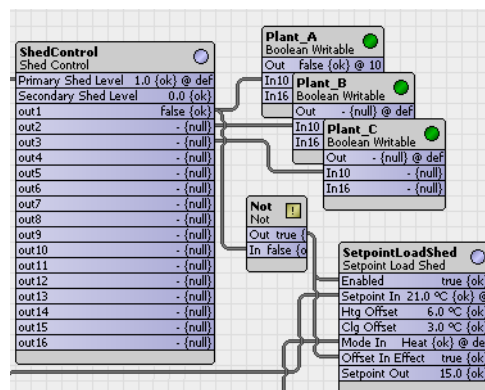 ShedControl
Shed Control
Primary Shed Level 1.0 {ok} @ def
Secondary Shed Level 0.0 {ok}
out1 false {ok}
out2 - {null}
out3 - {null}
out4 - {null}
out5 - {null}
out6 - {null}
out7 - {null}
out8 - {null}
out9 - {null}
out10 - {null}
out11 - {null}
out12 - {null}
out13 - {null}
out14 - {null}
out15 - {null}
out16 - {null}
Plant_A
Boolean Writable
Out false {ok} @ 10
In10
In16
Plant_B
Boolean Writable
Out - {null} @ def
In10
In16
Plant_C
Boolean Writable
Out - {null} @ def
In10 - {null}
In16 - {null}
Not
Not
Out true {
In false {o
SetpointLoadShed
Setpoint Load Shed
Enabled true {ok
Setpoint In 21.0 ºC {ok} @
Htg Offset 6.0 ºC {ok}
Clg Offset 3.0 ºC {ok}
Mode In Heat {ok} @ de
Offset In Effect true {ok
Setpoint Out 15.0 {ok